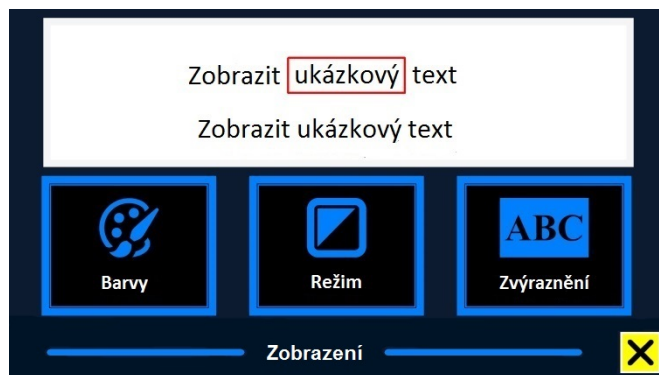 Zobrazit ukázkový text
Zobrazit ukázkový text
ABC
Barvy
Režim
Zvýraznění
Zobrazení